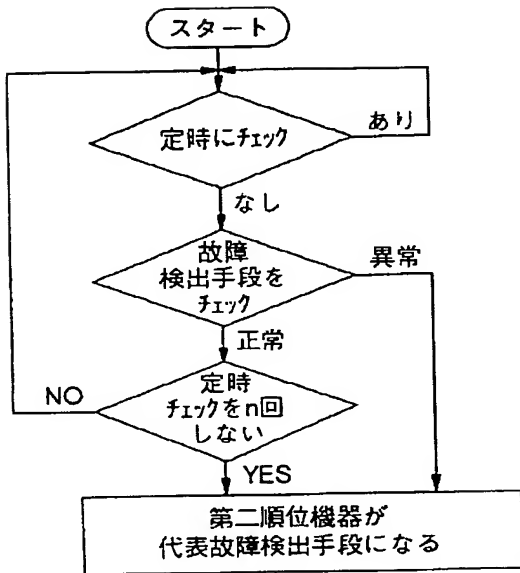 スタート
定時にチェック
あり
なし
故障
検出手段を
チェック
異常
正常
定時
チェックをn回
しない
NO
YES
第二順位機器が
代表故障検出手段になる